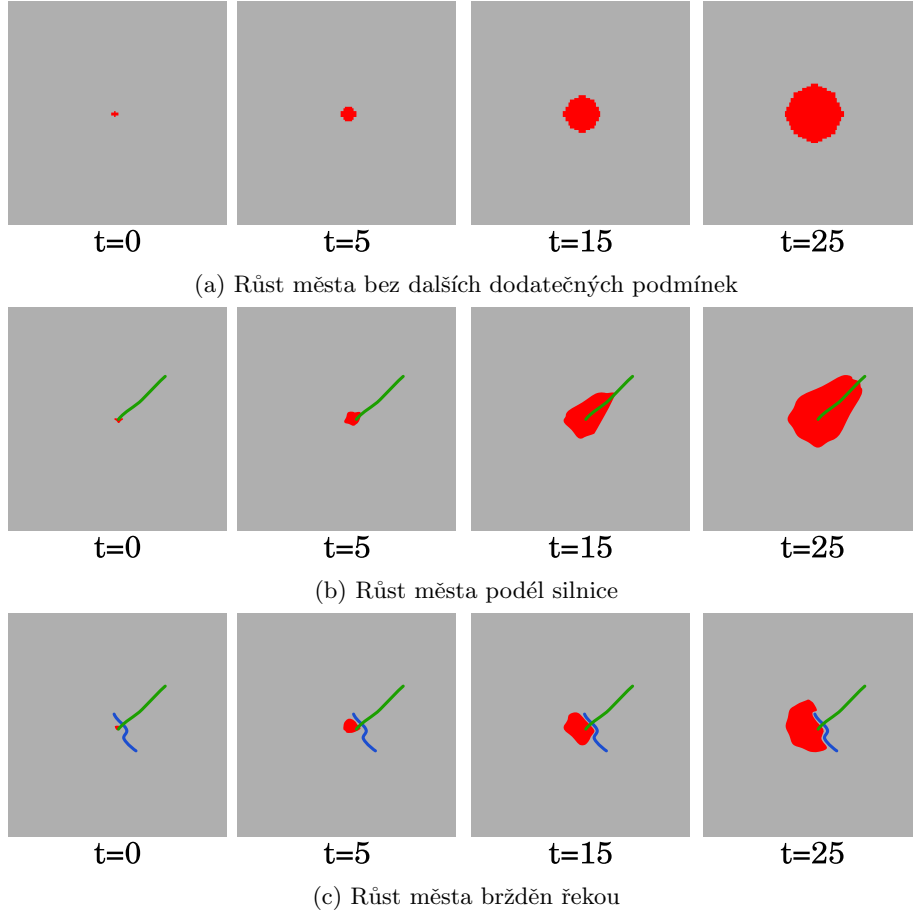 t=0 t=5 t=15 t=25
(a) Růst města bez dalších dodatečných podmínek
t=0 t=5 t=15 t=25
(b) Růst města podél silnice
t=0 t=5 t=15 t=25
(c) Růst města bržděn řekou